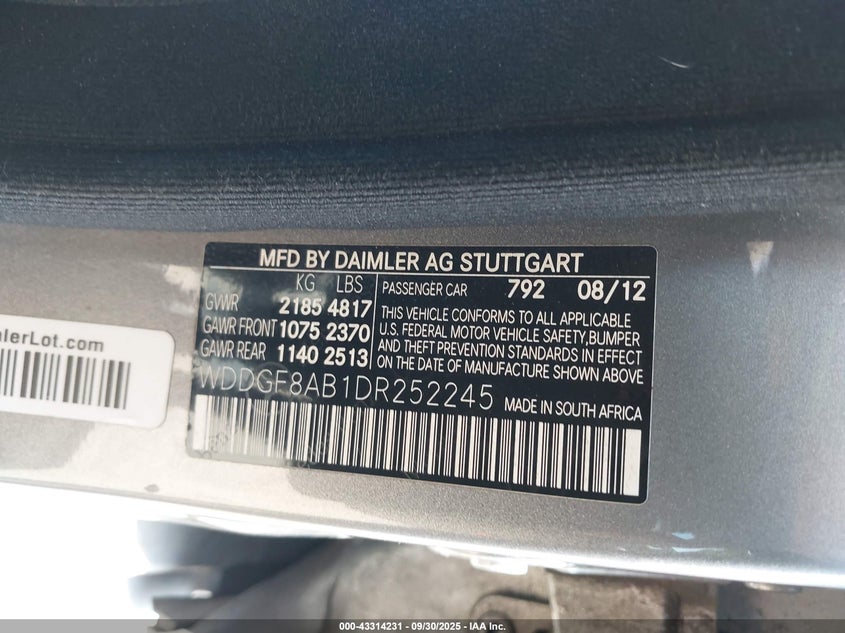 MFD BY DAIMLER AG STUTTGART
KG LBS
GVWR 2185 4817
GAWR FRONT 1075 2370
GAWR REAR 1140 2513
PASSENGER CAR 792 08/12
THIS VEHICLE CONFORMS TO ALL APPLICABLE
U.S. FEDERAL MOTOR VEHICLE SAFETY,BUMPER
AND THEFT PREVENTION STANDARDS IN EFFECT
ON THE DATE OF MANUFACTURE SHOWN ABOVE
WDDGF8AB1DR252245 MADE IN SOUTH AFRICA
lerLot.com
000-43314231 - 09/30/2025 - IAA Inc.